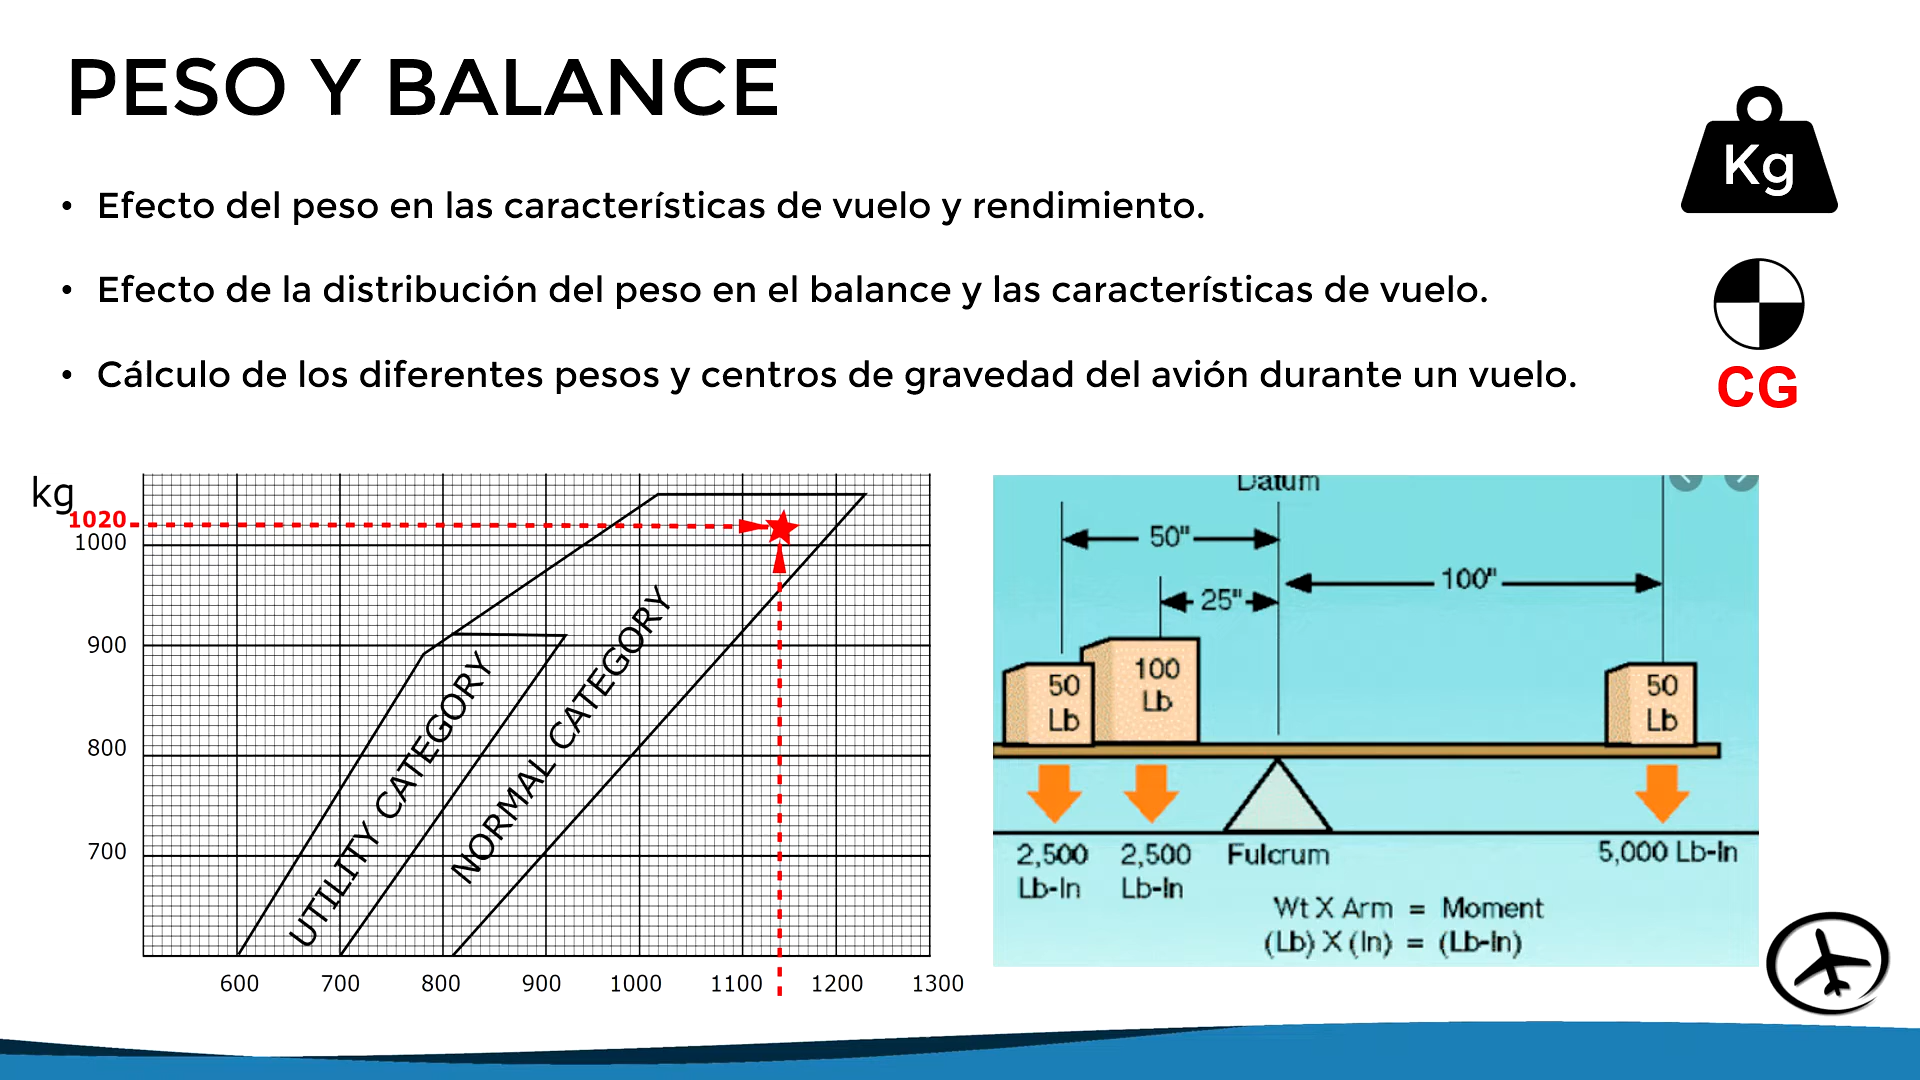 PESO Y BALANCE
• Efecto del peso en las características de vuelo y rendimiento.
• Efecto de la distribución del peso en el balance y las características de vuelo.
• Cálculo de los diferentes pesos y centros de gravedad del avión durante un vuelo.
Kg
CG
kg
1020
1000
900
800
700
UTILITY CATEGORY
NORMAL CATEGORY
600 700 800 900 1000 1100 1200 1300
Datum
50"
100"
25"
50
Lb
100
Lb
50
Lb
2,500
Lb-In
2,500
Lb-In
Fulcrum
5,000 Lb-In
Wt X Arm = Moment
(Lb) X (In) = (Lb-In)